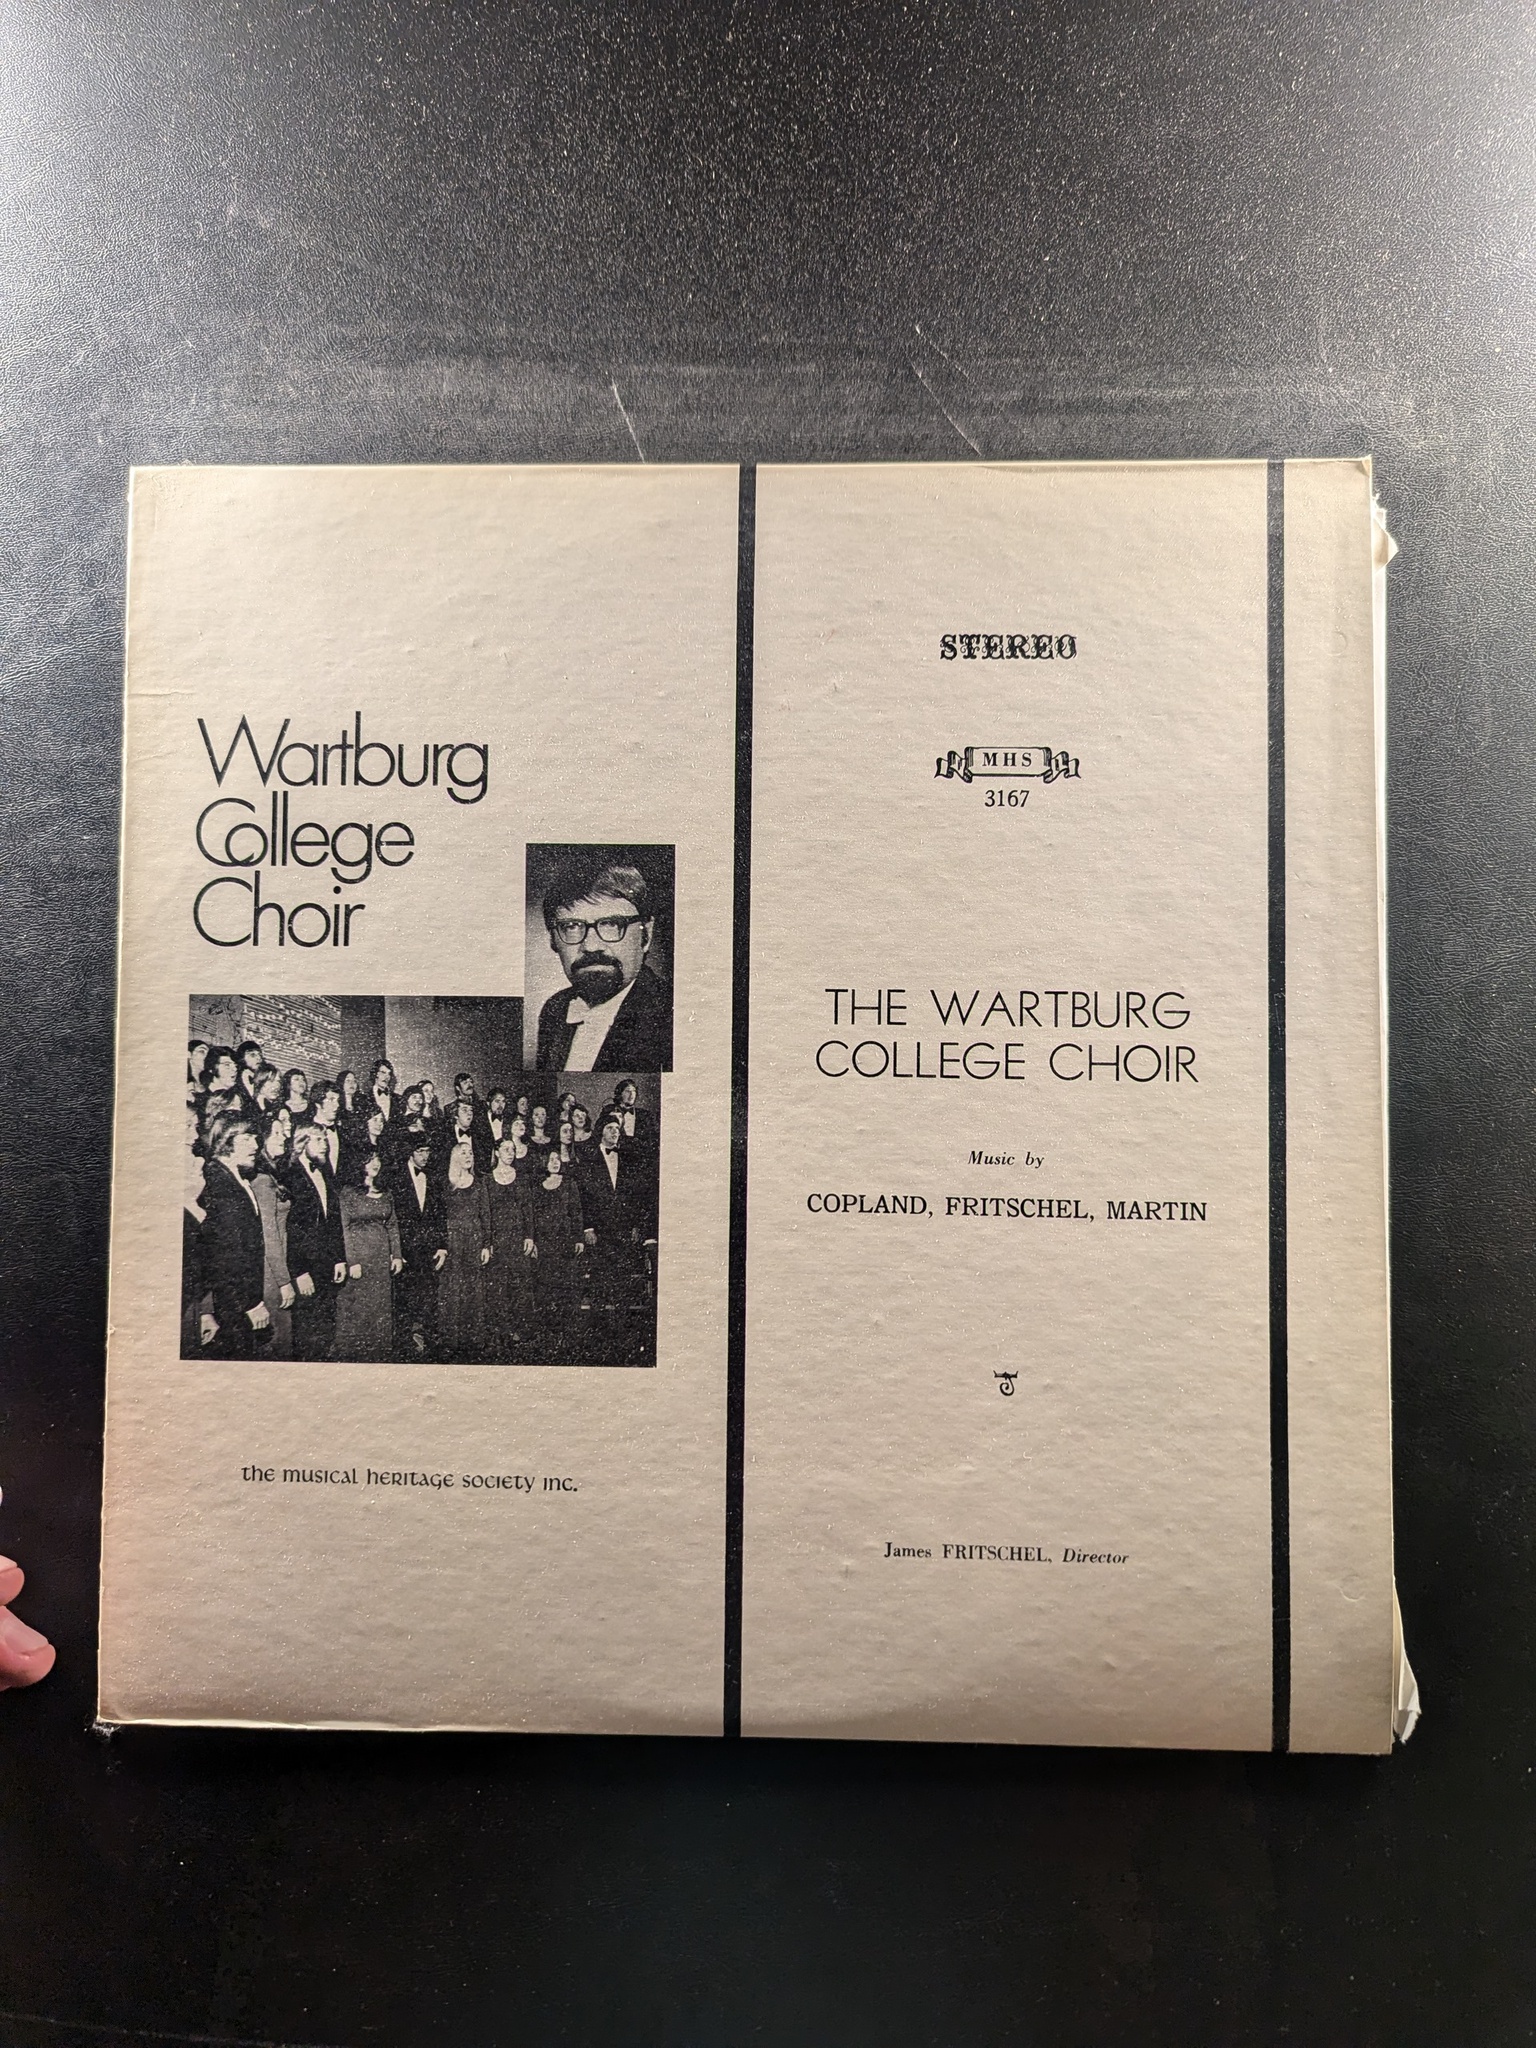 Wartburg
College
Choir
the musical heritage society inc.
STEREO
MHS
3167
THE WARTBURG
COLLEGE CHOIR
Music by
COPLAND, FRITSCHEL, MARTIN
James FRITSCHEL, Director